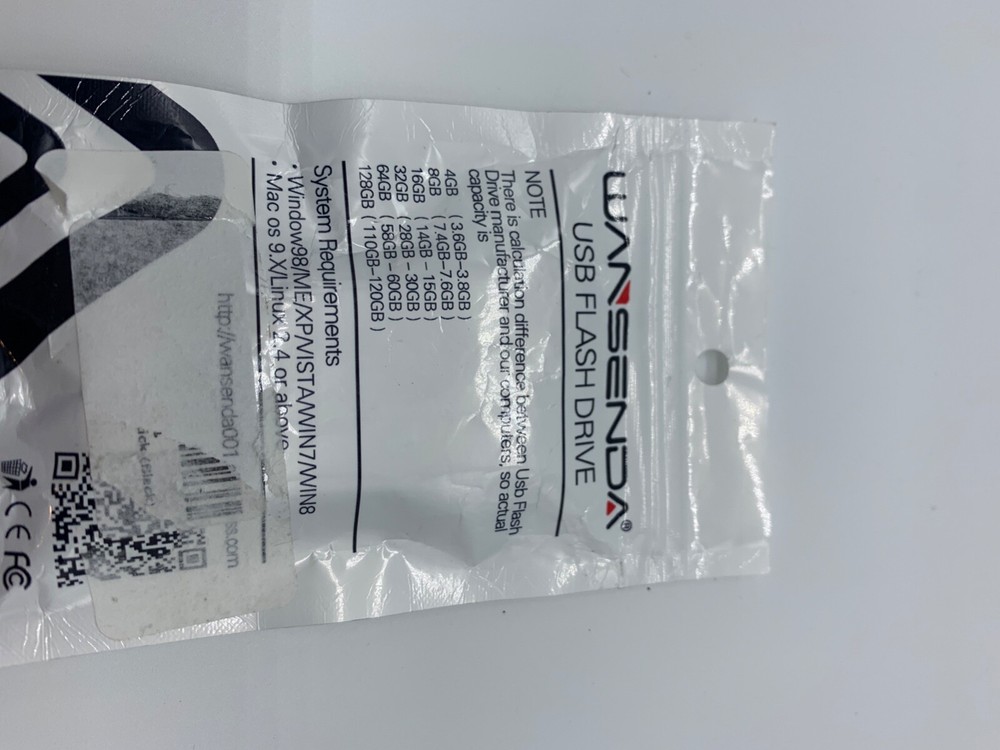 WANSENDA®
USB FLASH DRIVE
NOTE
There is calculation difference between Usb Flash
Drive manufacturer and our computers, so actual
capacity is
4GB (3.6GB-3.8GB)
8GB (7.4GB-7.6GB)
16GB (14GB-15GB)
32GB (28GB-30GB)
64GB (58GB-60GB)
128GB (110GB-120GB)
System Requirements
• Window98/ME/XP/VISTA/WIN7/WIN8
• Mac os 9.X/Linux 2.4 or above
http://wansenda001 ss.com
CE FC